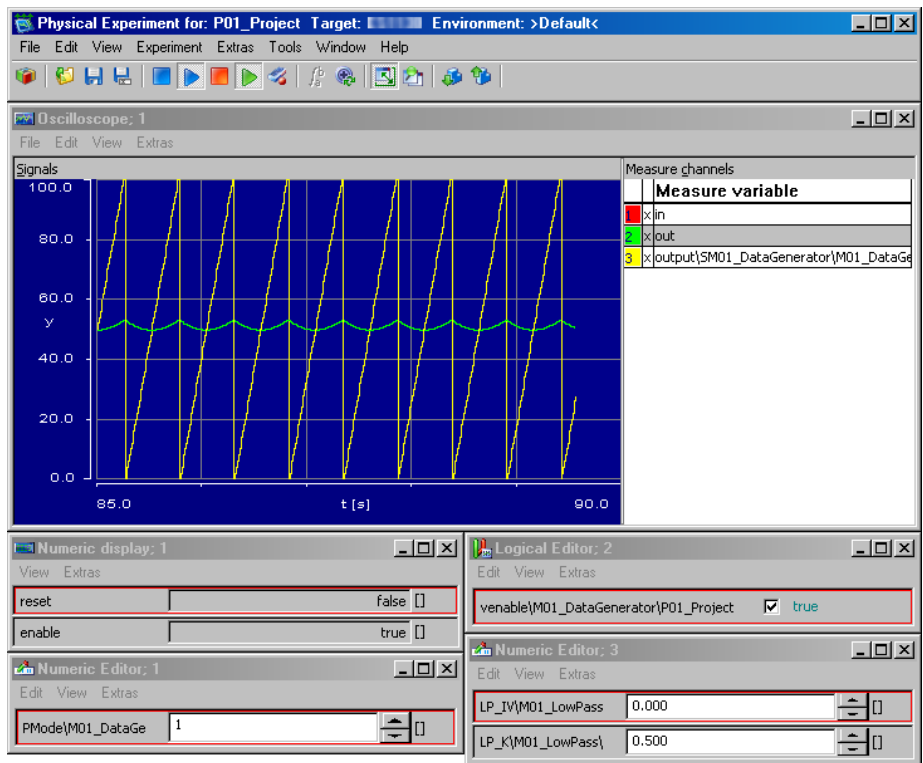 Physical Experiment for: P01_Project Target: Environment: >Default<
File Edit View Experiment Extras Tools Window Help
Oscilloscope; 1
File Edit View Extras
Signals
100.0
80.0
60.0
y
40.0
20.0
0.0
85.0 t [s] 90.0
Measure channels
Measure variable
1 x in
2 x out
3 x output\SM01_DataGenerator\M01_DataGe
Numeric display; 1
View Extras
reset false []
enable true []
Numeric Editor; 1
Edit View Extras
PMode\M01_DataGe 1 []
Logical Editor; 2
Edit View Extras
venable\M01_DataGenerator\P01_Project true
Numeric Editor; 3
Edit View Extras
LP_IV\M01_LowPass 0.000 []
LP_K\M01_LowPass\ 0.500 []